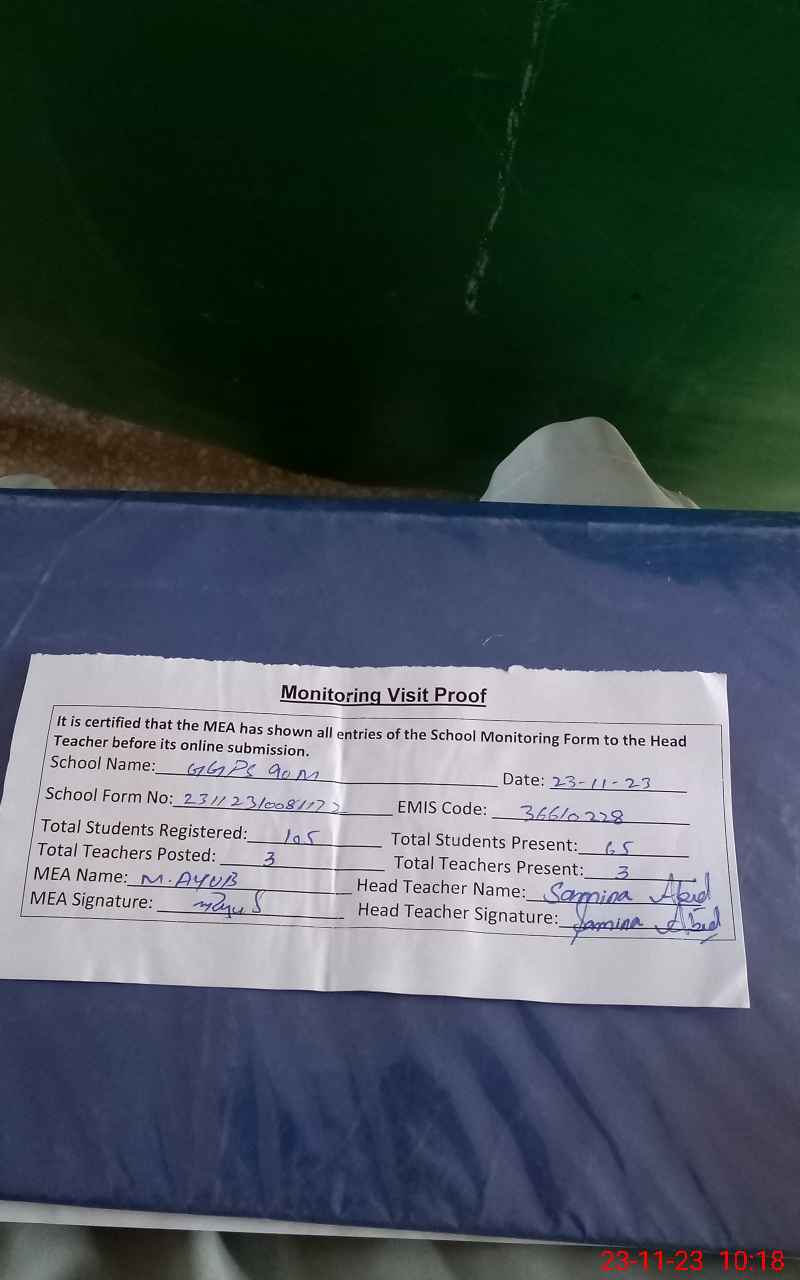 Monitoring Visit Proof
It is certified that the MEA has shown all entries of the School Monitoring Form to the Head
Teacher before its online submission.
School Name: GGPS 90M Date: 23-11-23
School Form No: 23112310081172 EMIS Code: 36610228
Total Students Registered: 105 Total Students Present: 65
Total Teachers Posted: 3 Total Teachers Present: 3
MEA Name: M. AYUB Head Teacher Name: Samina Abid
MEA Signature: Head Teacher Signature: Samina Abid
23-11-23 10:18